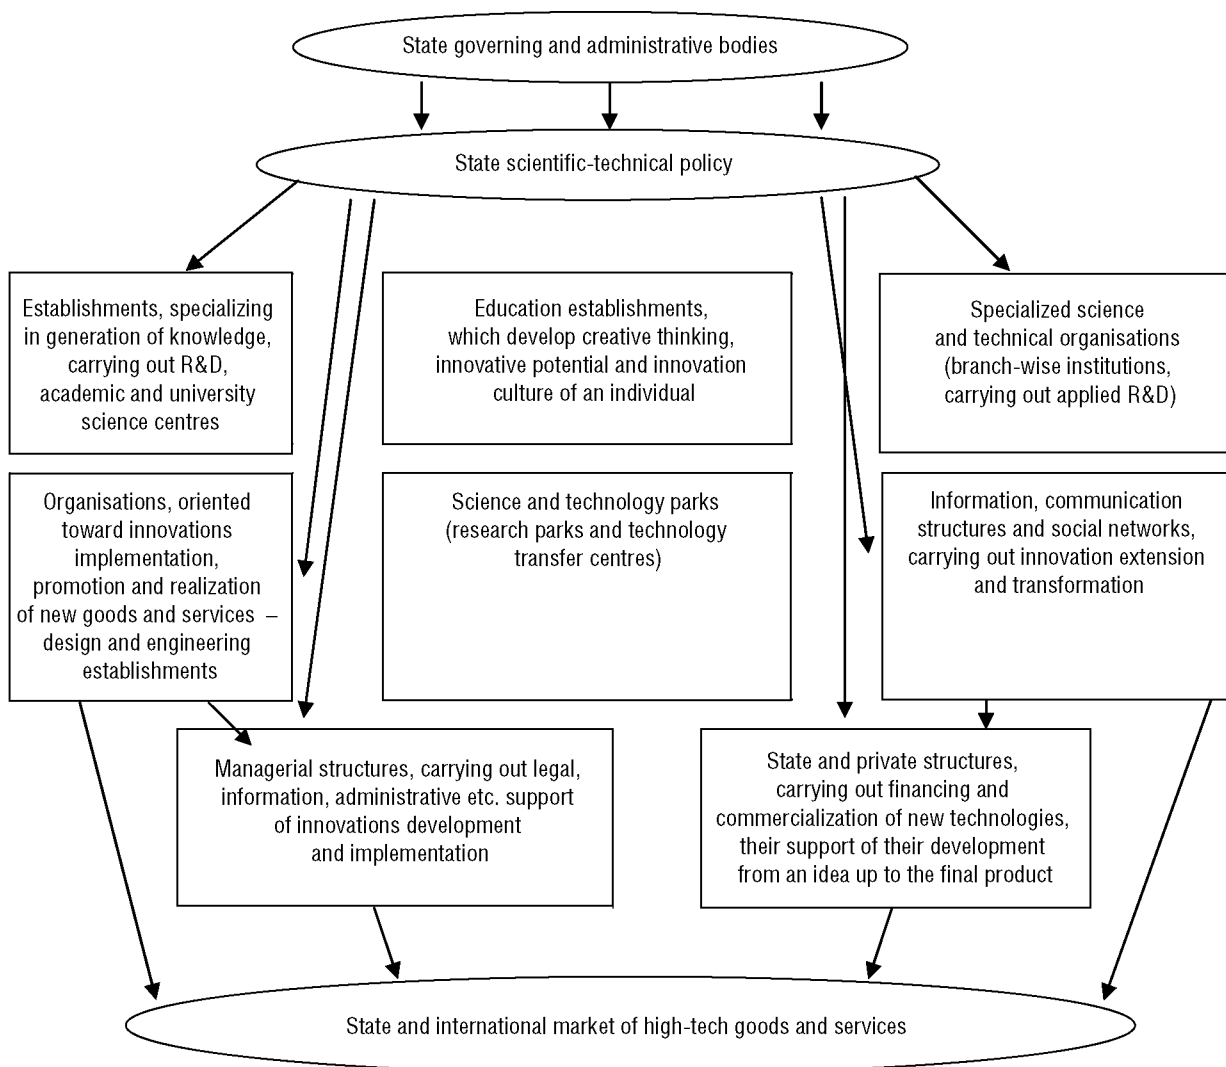 State governing and administrative bodies
State scientific-technical policy
Establishments, specializing
in generation of knowledge,
carrying out R&D,
academic and university
science centres
Education establishments,
which develop creative thinking,
innovative potential and innovation
culture of an individual
Specialized science
and technical organisations
(branch-wise institutions,
carrying out applied R&D)
Organisations, oriented
toward innovations
implementation,
promotion and realization
of new goods and services –
design and engineering
establishments
Science and technology parks
(research parks and technology
transfer centres)
Information, communication
structures and social networks,
carrying out innovation extension
and transformation
Managerial structures, carrying out legal,
information, administrative etc. support
of innovations development
and implementation
State and private structures,
carrying out financing and
commercialization of new technologies,
their support of their development
from an idea up to the final product
State and international market of high-tech goods and services